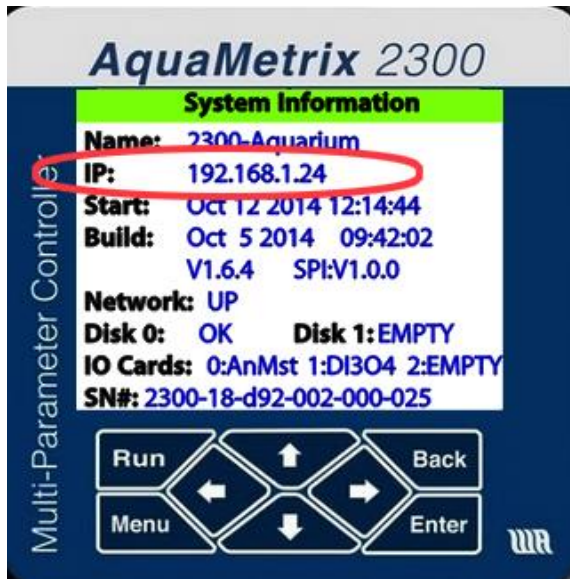 AquaMetrix 2300
System Information
Name: 2300-Aquarium
IP: 192.168.1.24
Start: Oct 12 2014 12:14:44
Build: Oct 5 2014 09:42:02
V1.6.4 SPI:V1.0.0
Network: UP
Disk 0: OK Disk 1: EMPTY
IO Cards: 0:AnMst 1:DI3O4 2:EMPTY
SN#: 2300-18-d92-002-000-025
Multi-Parameter Controller
Run
Back
Menu
Enter